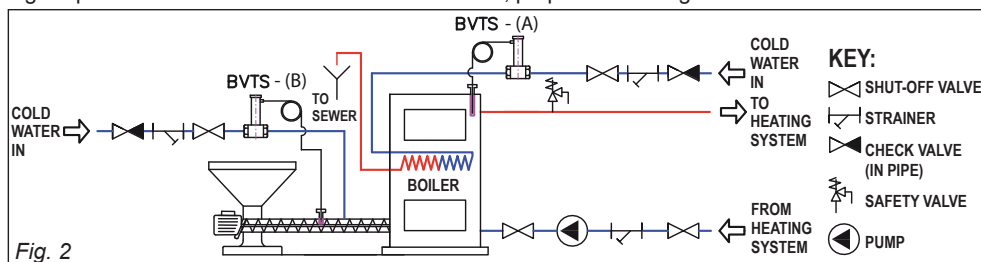 BVTS - (A)
BVTS - (B)
COLD
WATER
IN
TO
SEWER
BOILER
COLD
WATER
IN
TO
HEATING
SYSTEM
FROM
HEATING
SYSTEM
KEY:
SHUT-OFF VALVE
STRAINER
CHECK VALVE
(IN PIPE)
SAFETY VALVE
PUMP
Fig. 2